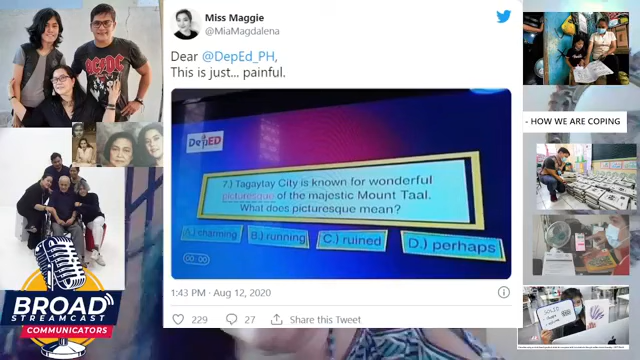 Miss Maggie
@MiaMagdalena
Dear @DepEd_PH,
This is just... painful.
DepED
7.) Tagaytay City is known for wonderful
picturesque of the majestic Mount Taal.
What does picturesque mean?
A.) charming
B.) running
C.) ruined
D.) perhaps
00:00
1:43 PM · Aug 12, 2020
229
27
Share this Tweet
- HOW WE ARE COPING
AC DC
BROAD
STREAMCAST
COMMUNICATORS